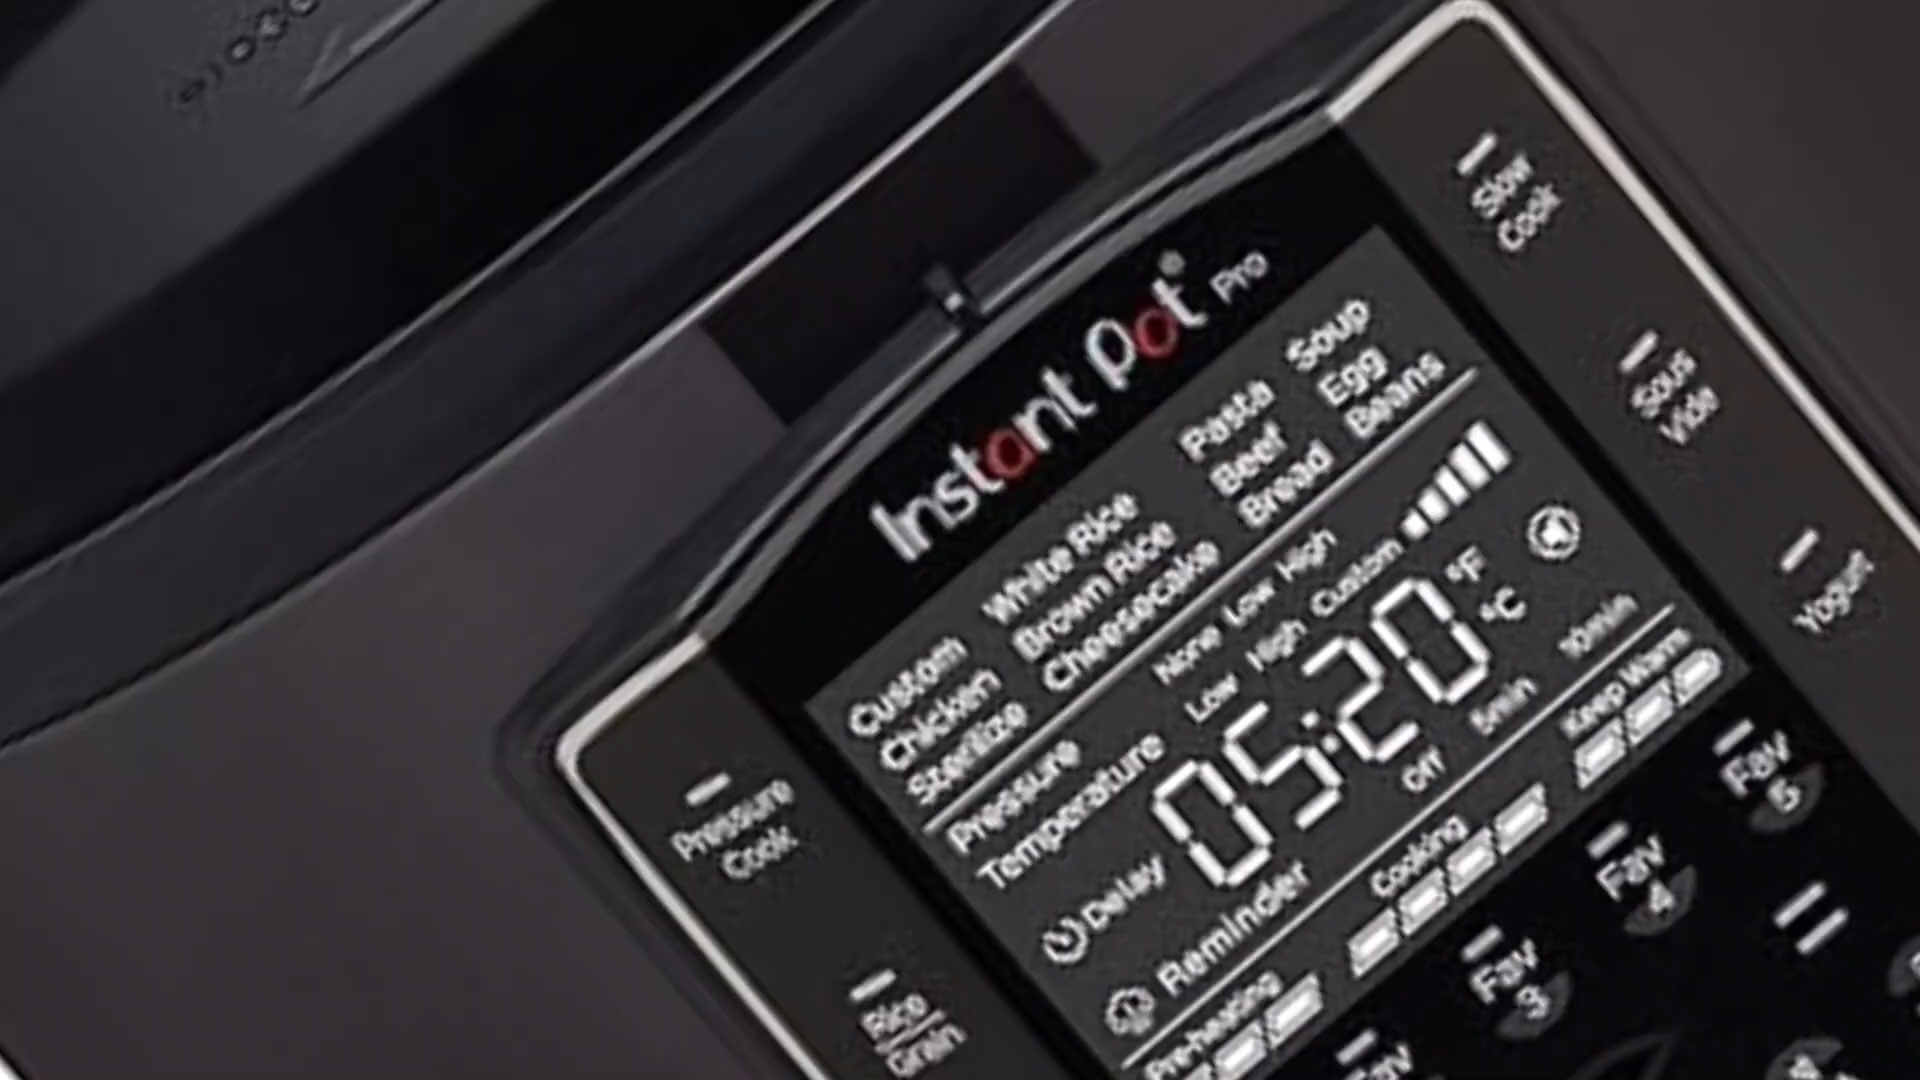 Instant Pot® Pro
Custom White Rice Pasta Soup
Chicken Brown Rice Beef Egg
Sterilize Cheesecake Bread Beans
Pressure None Low High
Temperature Low High Custom
05:20 °F °C
Delay
Reminder Off 5min 10min
Pre-heating Cooking Keep Warm
Pressure
Cook
Rice/
Grain
Slow
Cook
Sous
Vide
Yogurt
Fav
3
Fav
4
Fav
5
Fav